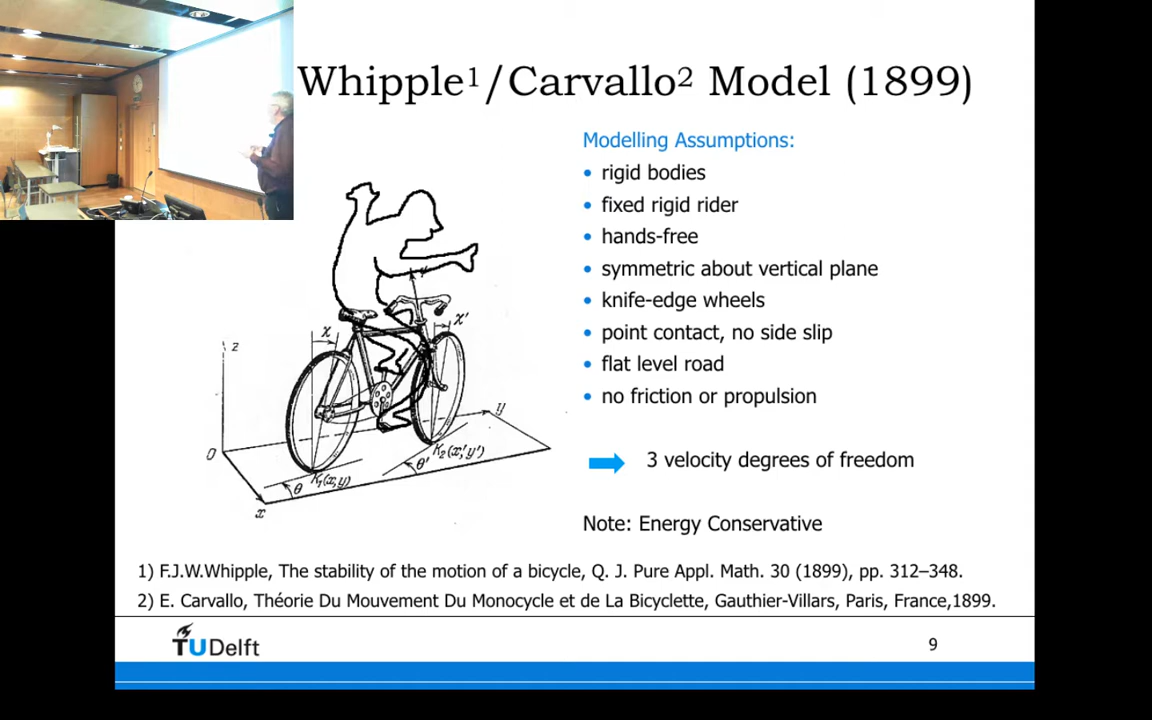 Whipple¹/Carvallo² Model (1899)
Modelling Assumptions:
• rigid bodies
• fixed rigid rider
• hands-free
• symmetric about vertical plane
• knife-edge wheels
• point contact, no side slip
• flat level road
• no friction or propulsion
3 velocity degrees of freedom
Note: Energy Conservative
z
χ
χ'
y
O
θ
K₁(x,y)
θ'
K₂(x',y')
x
1) F.J.W.Whipple, The stability of the motion of a bicycle, Q. J. Pure Appl. Math. 30 (1899), pp. 312–348.
2) E. Carvallo, Théorie Du Mouvement Du Monocycle et de La Bicyclette, Gauthier-Villars, Paris, France,1899.
TUDelft
9